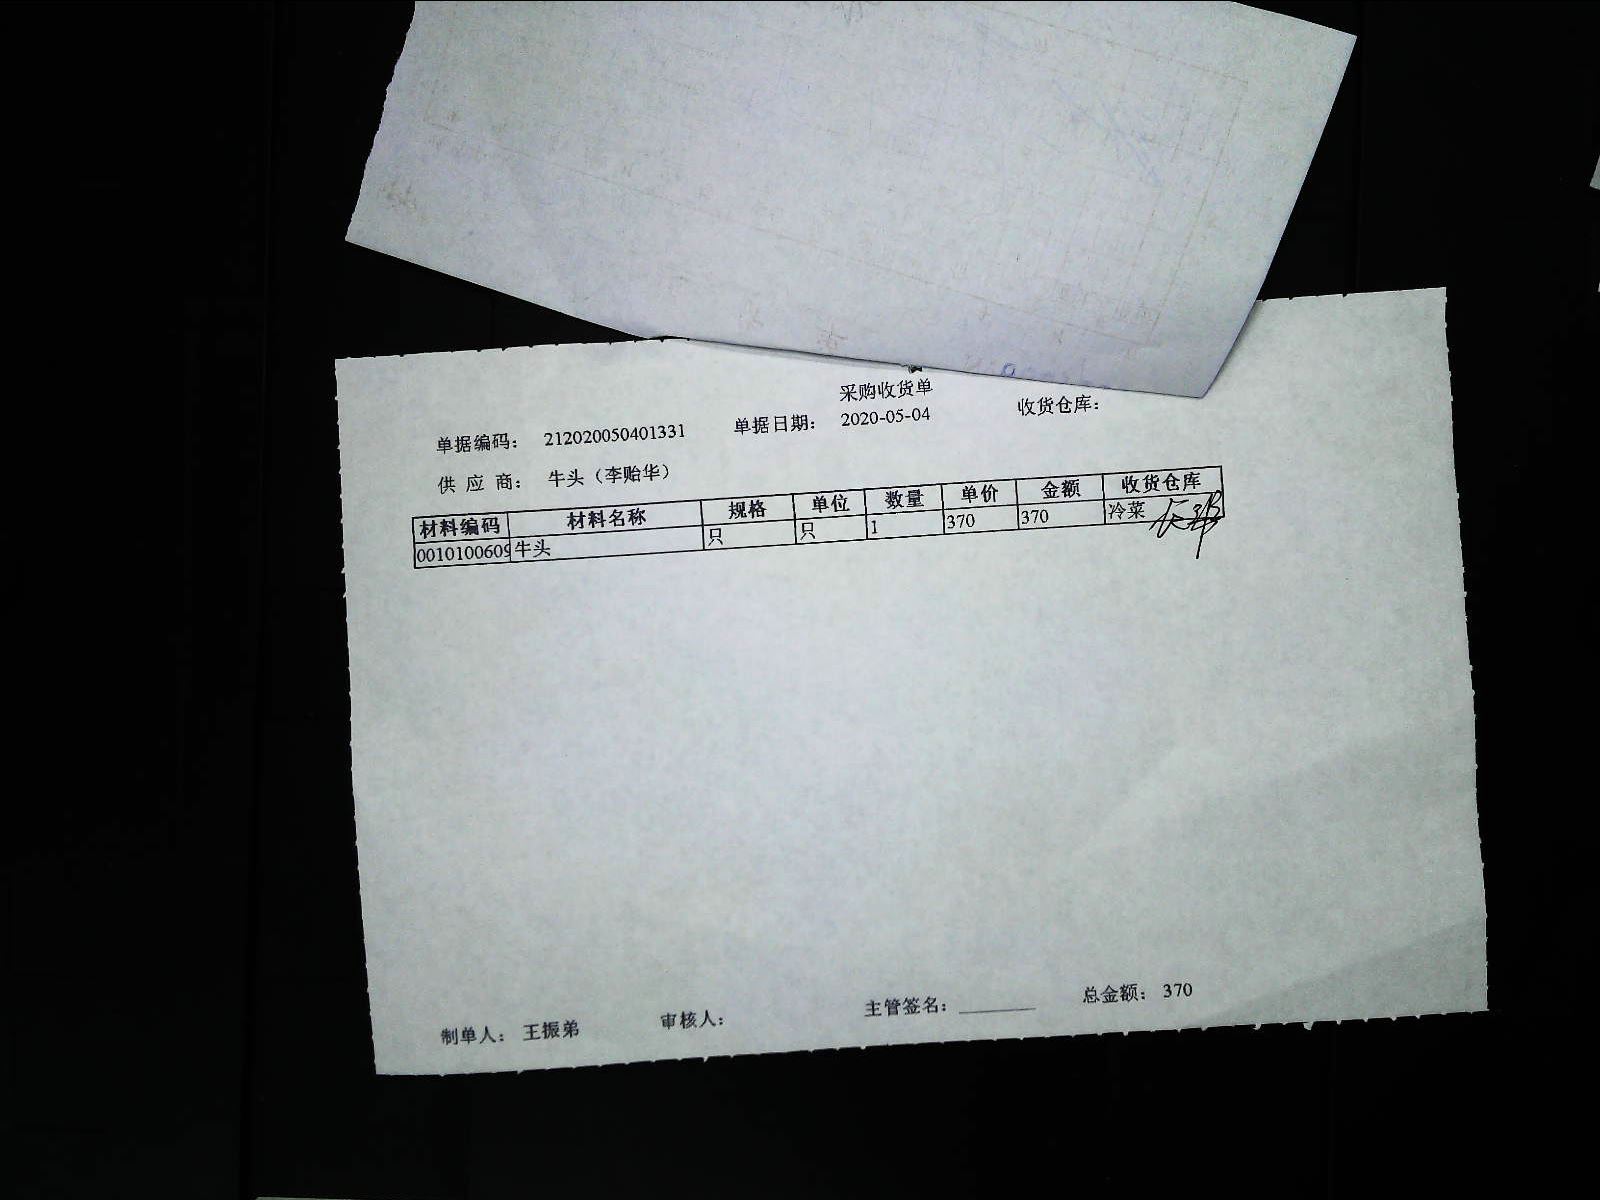 采购收货单
单据编码： 212020050401331 单据日期： 2020-05-04 收货仓库：
供 应 商： 牛头（李贻华）
材料编码 材料名称 规格 单位 数量 单价 金额 收货仓库
0010100609 牛头 只 只 1 370 370 冷菜
制单人： 王振弟 审核人： 主管签名： 总金额： 370